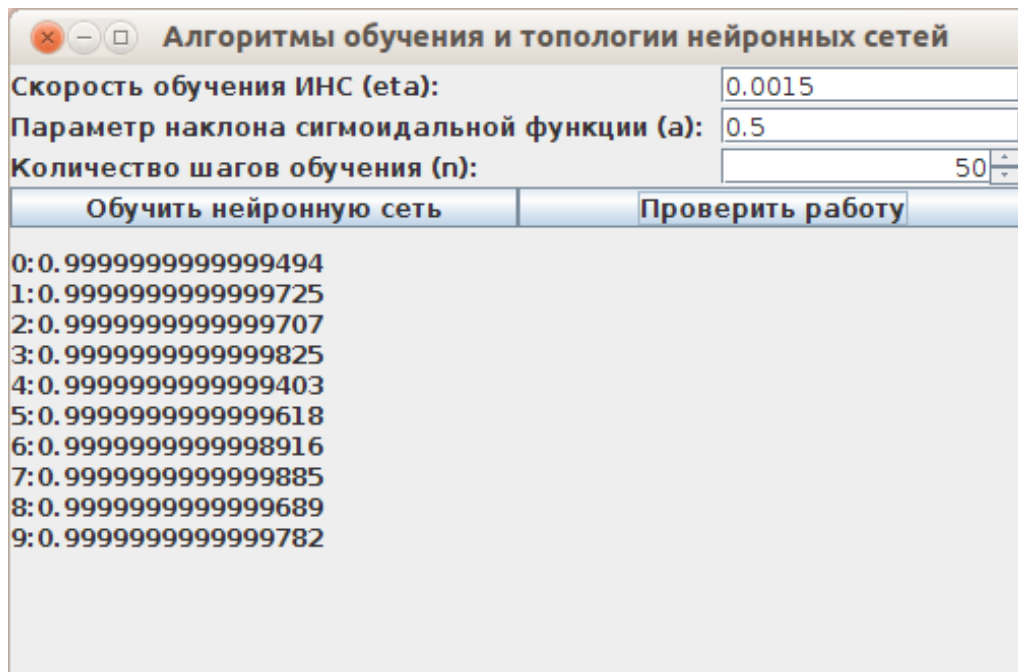 Алгоритмы обучения и топологии нейронных сетей
Скорость обучения ИНС (eta): 0.0015
Параметр наклона сигмоидальной функции (a): 0.5
Количество шагов обучения (n): 50
Обучить нейронную сеть Проверить работу
0:0.9999999999999494
1:0.9999999999999725
2:0.9999999999999707
3:0.9999999999999825
4:0.9999999999999403
5:0.9999999999999618
6:0.9999999999998916
7:0.9999999999999885
8:0.9999999999999689
9:0.9999999999999782